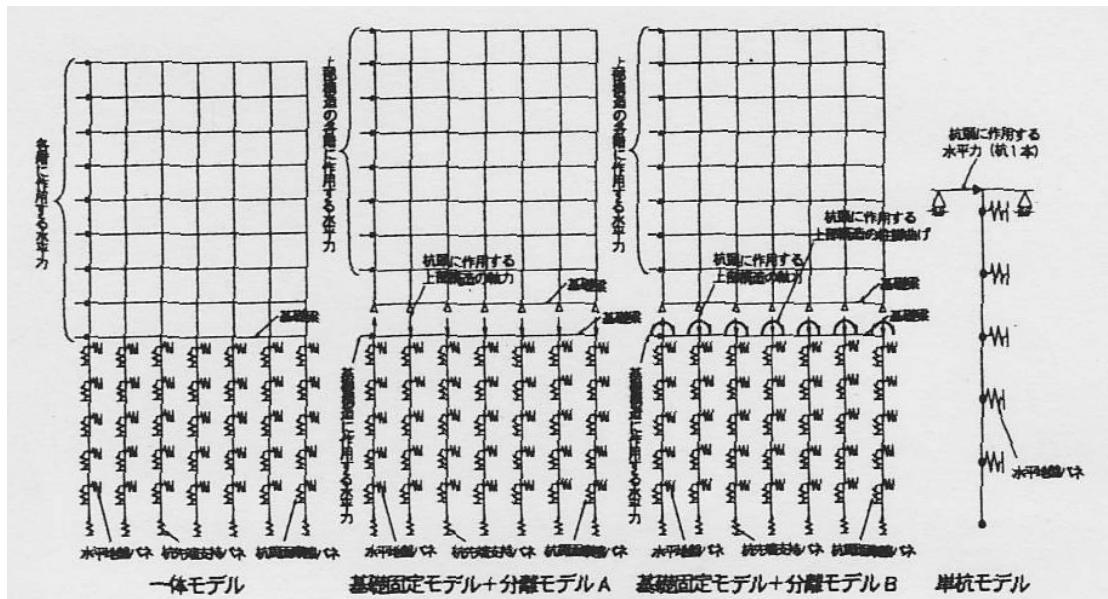 各階に作用する水平力
基礎梁
水平地盤バネ
杭先端支持バネ
杭周面摩擦バネ
一体モデル
上部構造の各階に作用する水平力
杭頭に作用する
上部構造の軸力
基礎梁
基礎梁
基礎構造に作用する水平力
水平地盤バネ
杭先端支持バネ
杭周面摩擦バネ
基礎固定モデル+分離モデルA
上部構造の各階に作用する水平力
杭頭に作用する
上部構造の柱脚曲げ
杭頭に作用する
上部構造の軸力
基礎梁
基礎梁
基礎構造に作用する水平力
水平地盤バネ
杭先端支持バネ
杭周面摩擦バネ
基礎固定モデル+分離モデルB
杭頭に作用する
水平力(杭1本)
水平地盤バネ
単杭モデル